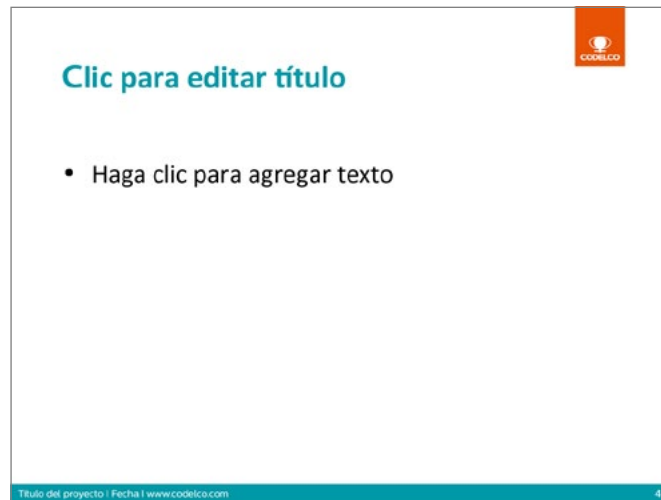 CODELCO
Clic para editar título
• Haga clic para agregar texto
Título del proyecto I Fecha I www.codelco.com
4